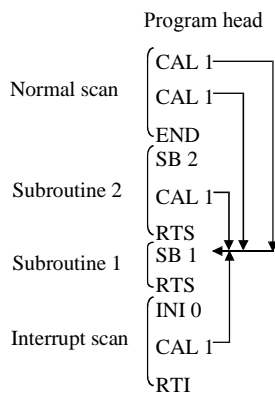 Program head
CAL 1
Normal scan
CAL 1
END
SB 2
Subroutine 2
CAL 1
RTS
SB 1
Subroutine 1
RTS
INI 0
Interrupt scan
CAL 1
RTI